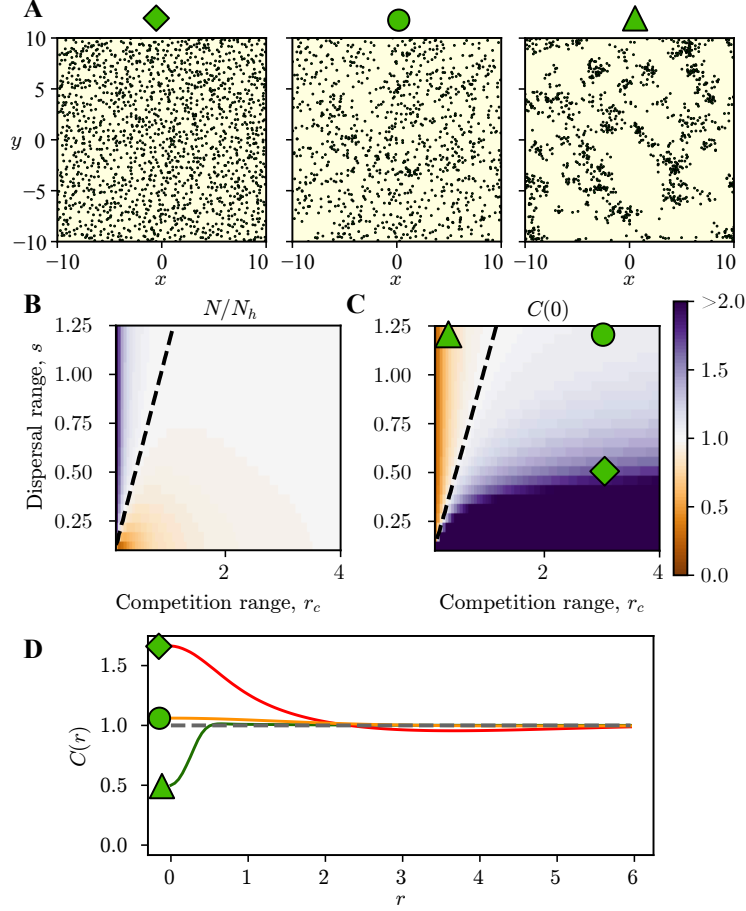 A
10
5
0
−5
−10
y
−10 0 10
x
−10 0 10
x
−10 0 10
x
B
N/N_h
C
C(0)
Dispersal range, s
1.25
1.00
0.75
0.50
0.25
2 4
Competition range, r_c
1.25
1.00
0.75
0.50
0.25
2 4
Competition range, r_c
>2.0
1.5
1.0
0.5
0.0
D
C(r)
1.5
1.0
0.5
0.0
0 1 2 3 4 5 6
r